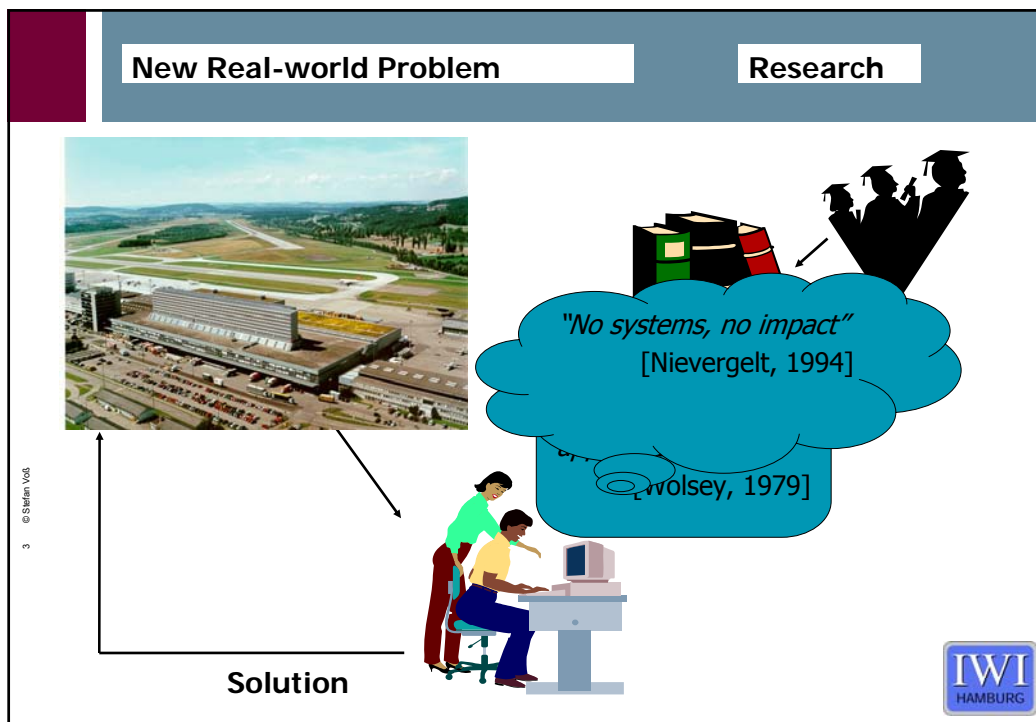 New Real-world Problem
Research
“No systems, no impact”
[Nievergelt, 1994]
[Wolsey, 1979]
Solution
3 © Stefan Voß
IWI
HAMBURG